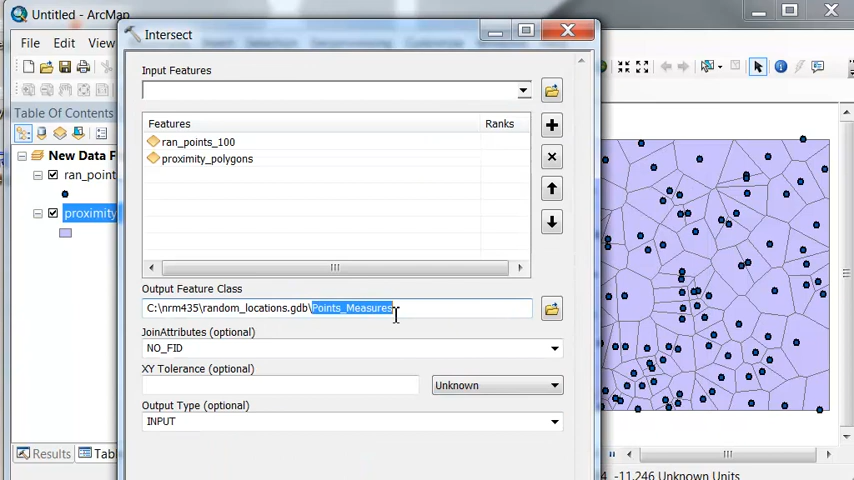 Untitled - ArcMap
File Edit View
Table Of Contents
New Data F
ran_point
proximity
Results
Tab
Intersect
Input Features
Features Ranks
ran_points_100
proximity_polygons
Output Feature Class
C:\nrm435\random_locations.gdb\Points_Measures
JoinAttributes (optional)
NO_FID
XY Tolerance (optional)
Unknown
Output Type (optional)
INPUT
-11.246 Unknown Units